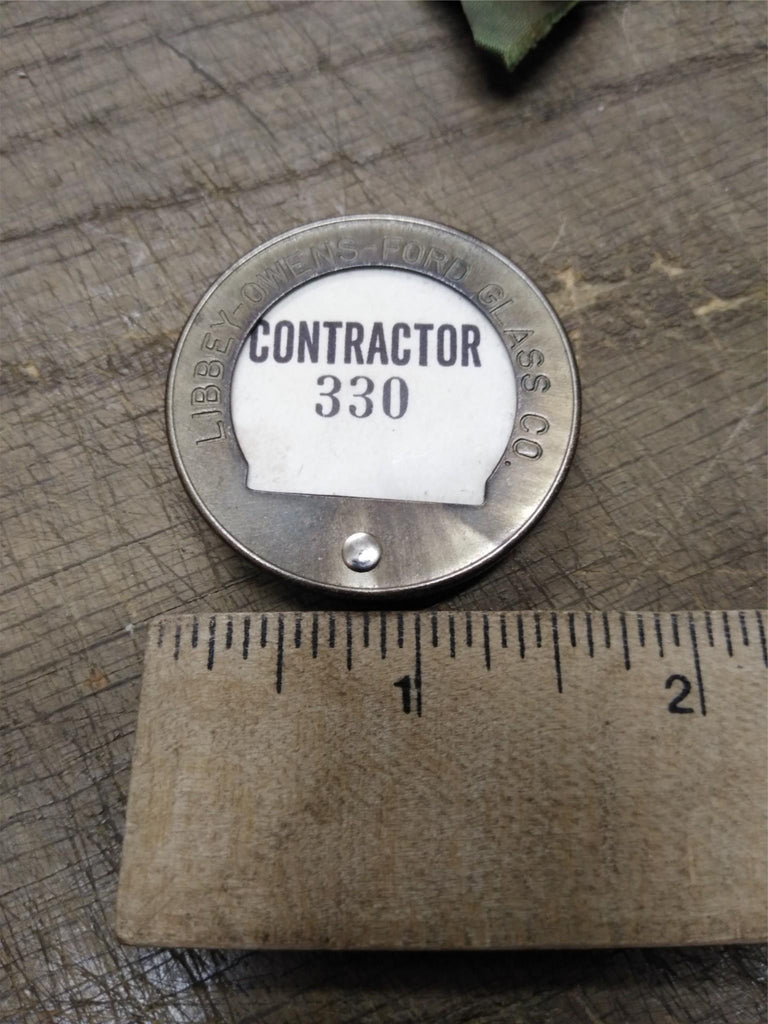 LIBBEY-OWENS-FORD GLASS CO.
CONTRACTOR
330
1 2